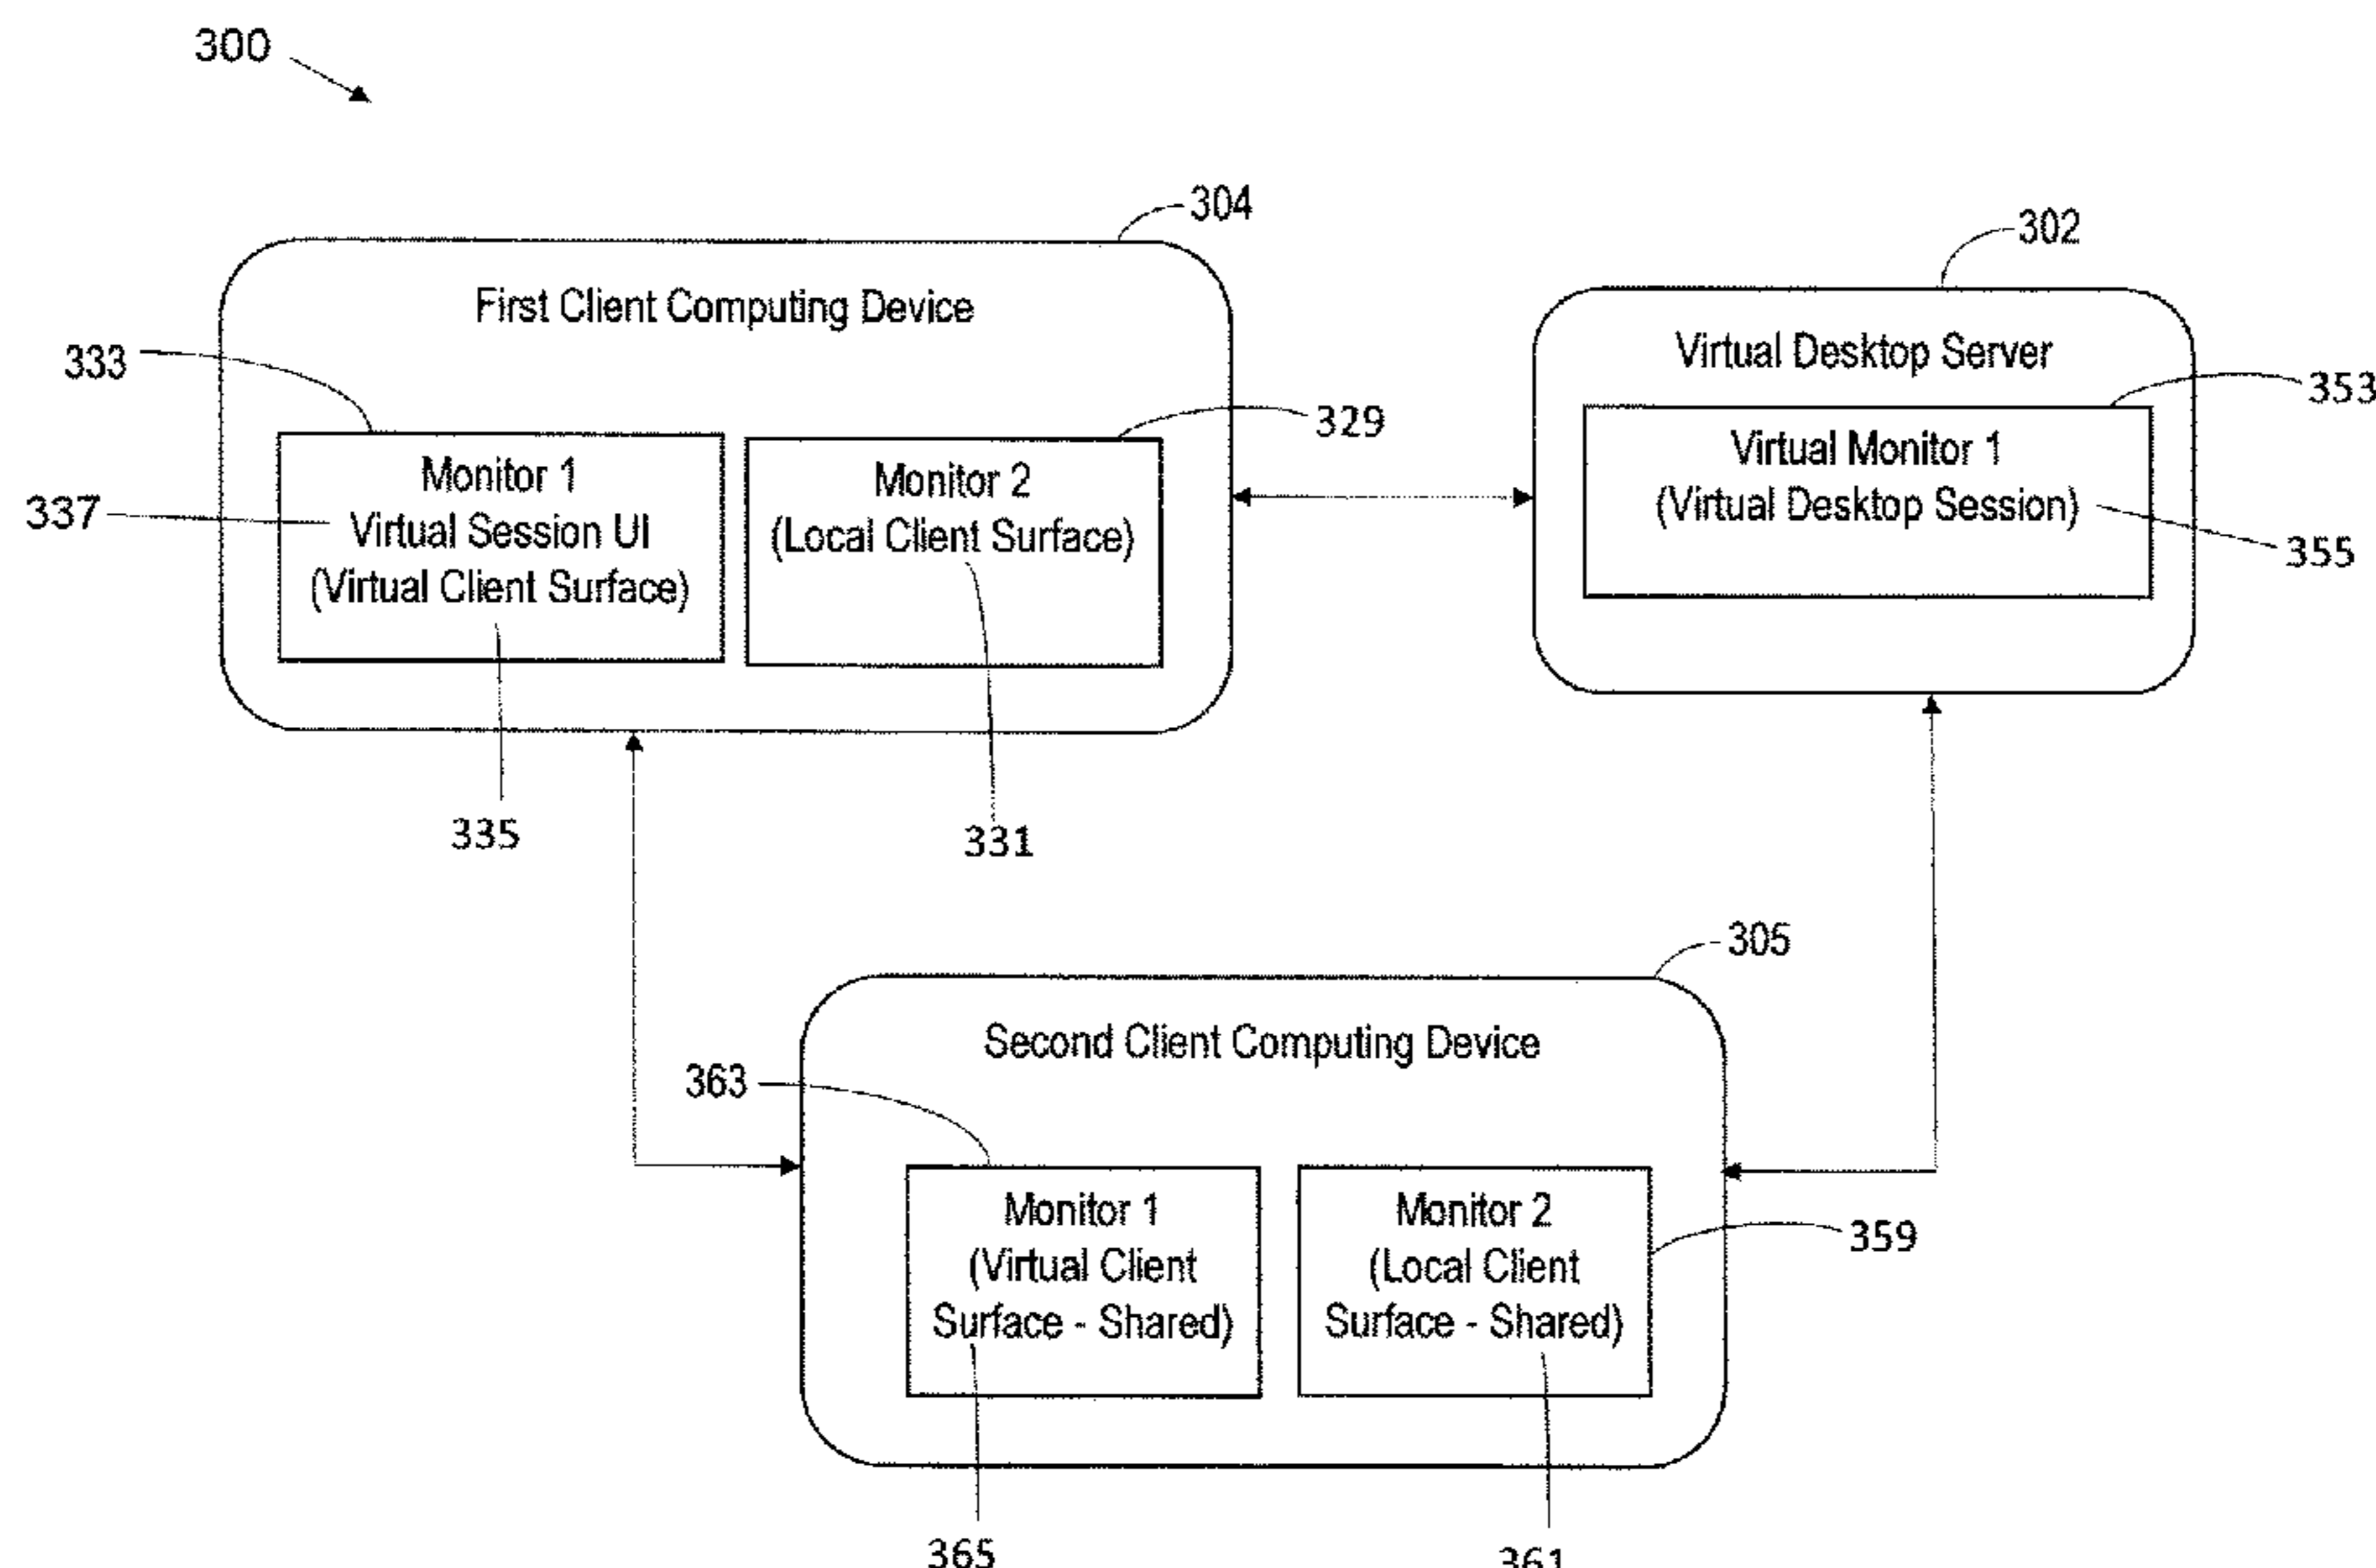 300
304
302
First Client Computing Device
Virtual Desktop Server
333
353
329
Monitor 1
Virtual Session UI
(Virtual Client Surface)
Monitor 2
(Local Client Surface)
Virtual Monitor 1
(Virtual Desktop Session)
337
355
335
331
305
Second Client Computing Device
363
Monitor 1
(Virtual Client
Surface - Shared)
Monitor 2
(Local Client
Surface - Shared)
359
365
361